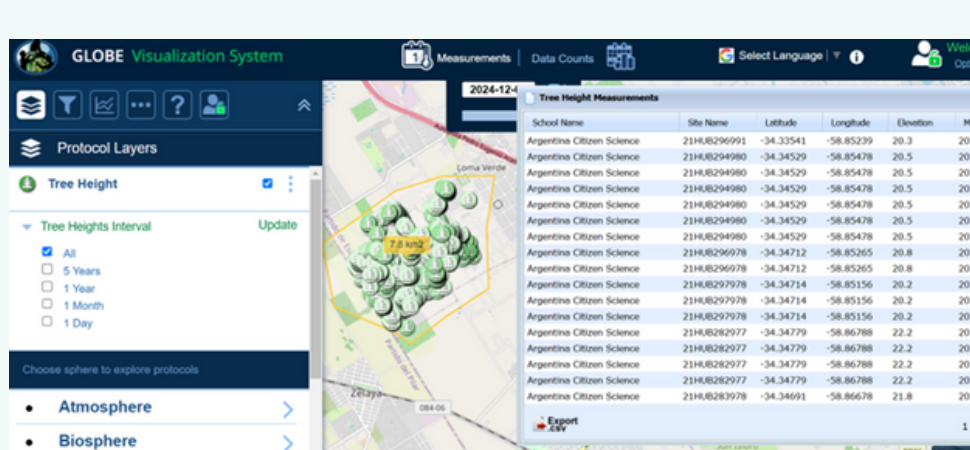 GLOBE Visualization System
Measurements
Data Counts
Select Language
Protocol Layers
Tree Height
Tree Heights Interval
Update
All
5 Years
1 Year
1 Month
1 Day
Choose sphere to explore protocols
Atmosphere
Biosphere
Loma Verde
7.8 km2
Zelaya
084-06
Tree Height Measurements
School Name Site Name Latitude Longitude Elevation
Argentina Citizen Science 21HUB296991 -34.33541 -58.85239 20.3
Argentina Citizen Science 21HUB294980 -34.34529 -58.85478 20.5
Argentina Citizen Science 21HUB294980 -34.34529 -58.85478 20.5
Argentina Citizen Science 21HUB294980 -34.34529 -58.85478 20.5
Argentina Citizen Science 21HUB294980 -34.34529 -58.85478 20.5
Argentina Citizen Science 21HUB294980 -34.34529 -58.85478 20.5
Argentina Citizen Science 21HUB294980 -34.34529 -58.85478 20.5
Argentina Citizen Science 21HUB296978 -34.34712 -58.85265 20.8
Argentina Citizen Science 21HUB296978 -34.34712 -58.85265 20.8
Argentina Citizen Science 21HUB297978 -34.34714 -58.85156 20.2
Argentina Citizen Science 21HUB297978 -34.34714 -58.85156 20.2
Argentina Citizen Science 21HUB297978 -34.34714 -58.85156 20.2
Argentina Citizen Science 21HUB282977 -34.34779 -58.86788 22.2
Argentina Citizen Science 21HUB282977 -34.34779 -58.86788 22.2
Argentina Citizen Science 21HUB282977 -34.34779 -58.86788 22.2
Argentina Citizen Science 21HUB282977 -34.34779 -58.86788 22.2
Argentina Citizen Science 21HUB283978 -34.34691 -58.86678 21.8
Export
.csv
1